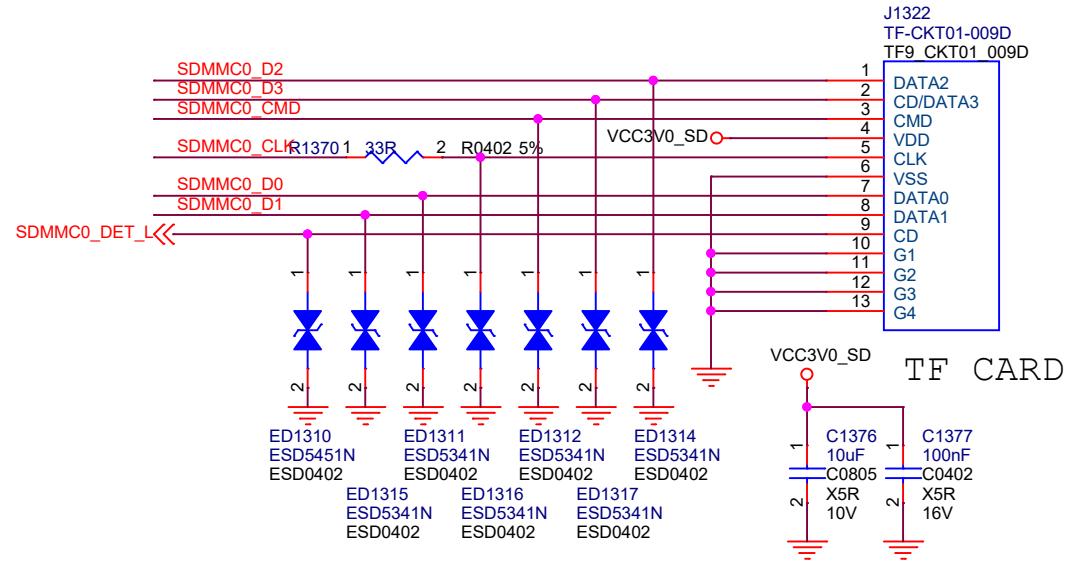 J1322
TF-CKT01-009D
TF9_CKT01_009D
SDMMC0_D2
1
DATA2
SDMMC0_D3
2
CD/DATA3
SDMMC0_CMD
3
CMD
VCC3V0_SD
4
VDD
SDMMC0_CLK
R1370 1 33R 2 R0402 5%
5
CLK
6
VSS
SDMMC0_D0
7
DATA0
SDMMC0_D1
8
DATA1
SDMMC0_DET_L
9
CD
10
G1
11
G2
12
G3
13
G4
1 1 1 1 1 1 1
2 2 2 2 2 2 2
VCC3V0_SD
TF CARD
ED1310
ESD5451N
ESD0402
ED1311
ESD5341N
ESD0402
ED1312
ESD5341N
ESD0402
ED1314
ESD5341N
ESD0402
ED1315
ESD5341N
ESD0402
ED1316
ESD5341N
ESD0402
ED1317
ESD5341N
ESD0402
1
2
C1376
10uF
C0805
X5R
10V
1
2
C1377
100nF
C0402
X5R
16V